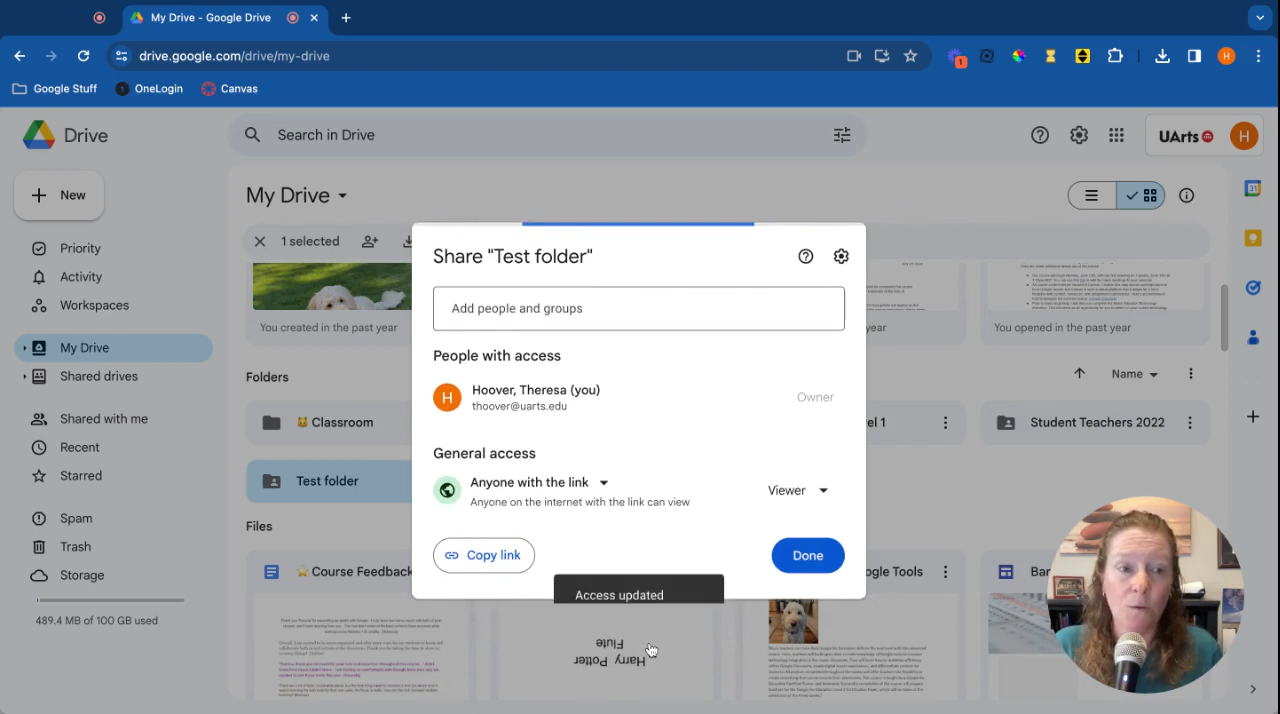 My Drive - Google Drive
drive.google.com/drive/my-drive
1
H
Google Stuff
OneLogin
Canvas
Drive
Search in Drive
UArts
H
New
My Drive
Priority
Activity
Workspaces
My Drive
Shared drives
Shared with me
Recent
Starred
Spam
Trash
Storage
489.4 MB of 100 GB used
1 selected
You created in the past year
year
You opened in the past year
31
Folders
Name
Classroom
1
Student Teachers 2022
Test folder
Files
Course Feedback
gle Tools
Bar
Harry Potter
Flute
Share "Test folder"
Add people and groups
People with access
H
Hoover, Theresa (you)
thoover@uarts.edu
Owner
General access
Anyone with the link
Anyone on the internet with the link can view
Viewer
Copy link
Done
Access updated